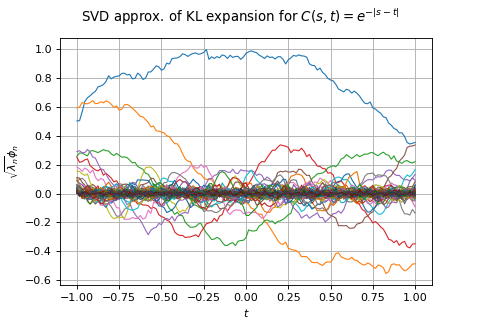 SVD approx. of KL expansion for $C(s, t) = e^{-|s-t|}$
1.0
0.8
0.6
0.4
0.2
0.0
−0.2
−0.4
−0.6
$\sqrt{\lambda_n}\phi_n$
−1.00 −0.75 −0.50 −0.25 0.00 0.25 0.50 0.75 1.00
t